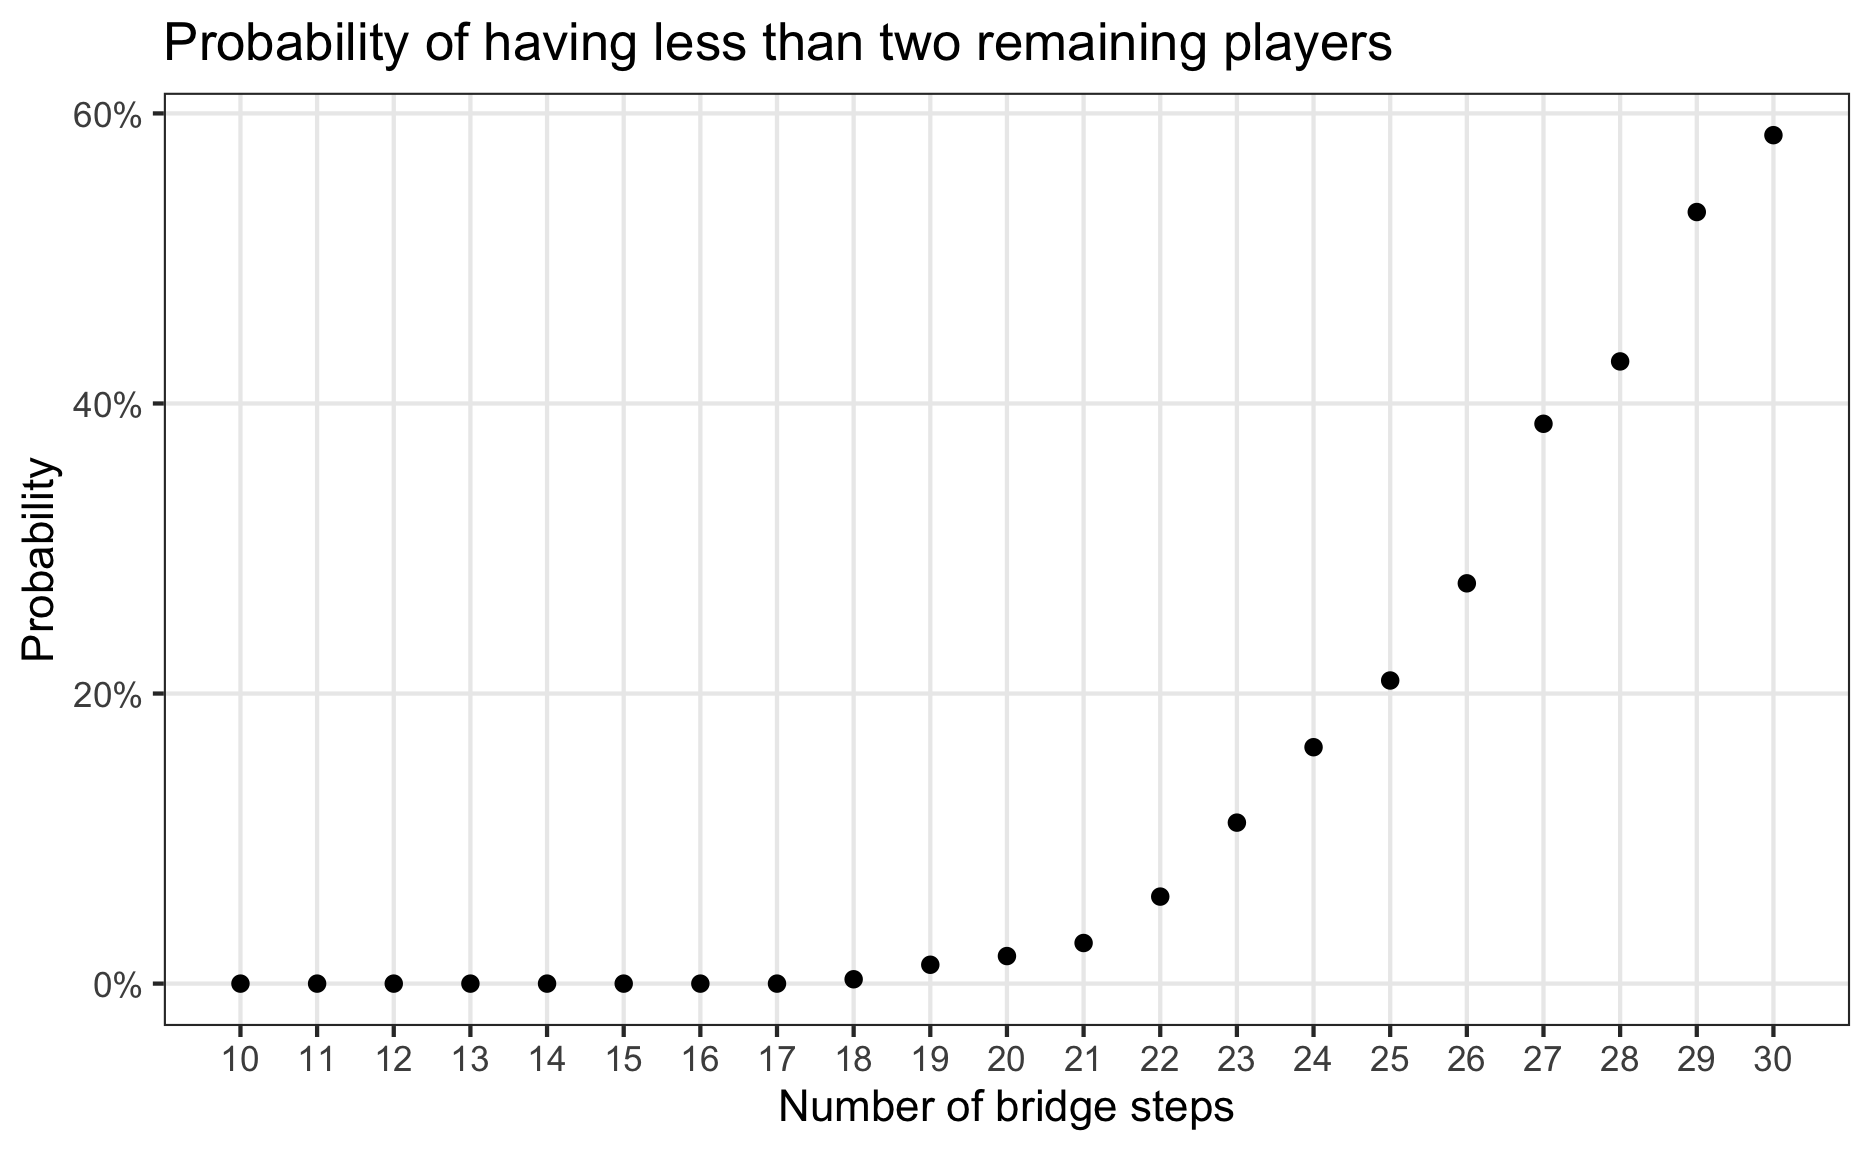 Probability of having less than two remaining players
60%
40%
20%
0%
Probability
10 11 12 13 14 15 16 17 18 19 20 21 22 23 24 25 26 27 28 29 30
Number of bridge steps